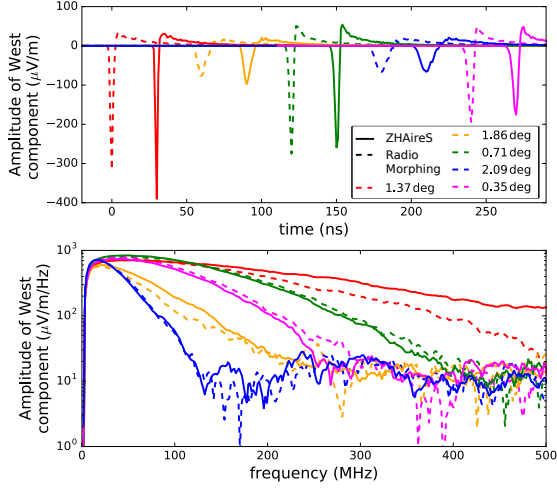 Amplitude of West
component (μV/m)
100
0
−100
−200
−300
−400
0
50
100
150
200
250
time (ns)
ZHAireS
Radio
Morphing
1.37 deg
1.86 deg
0.71 deg
2.09 deg
0.35 deg
Amplitude of West
component (μV/m/Hz)
10³
10²
10¹
10⁰
0
100
200
300
400
500
frequency (MHz)